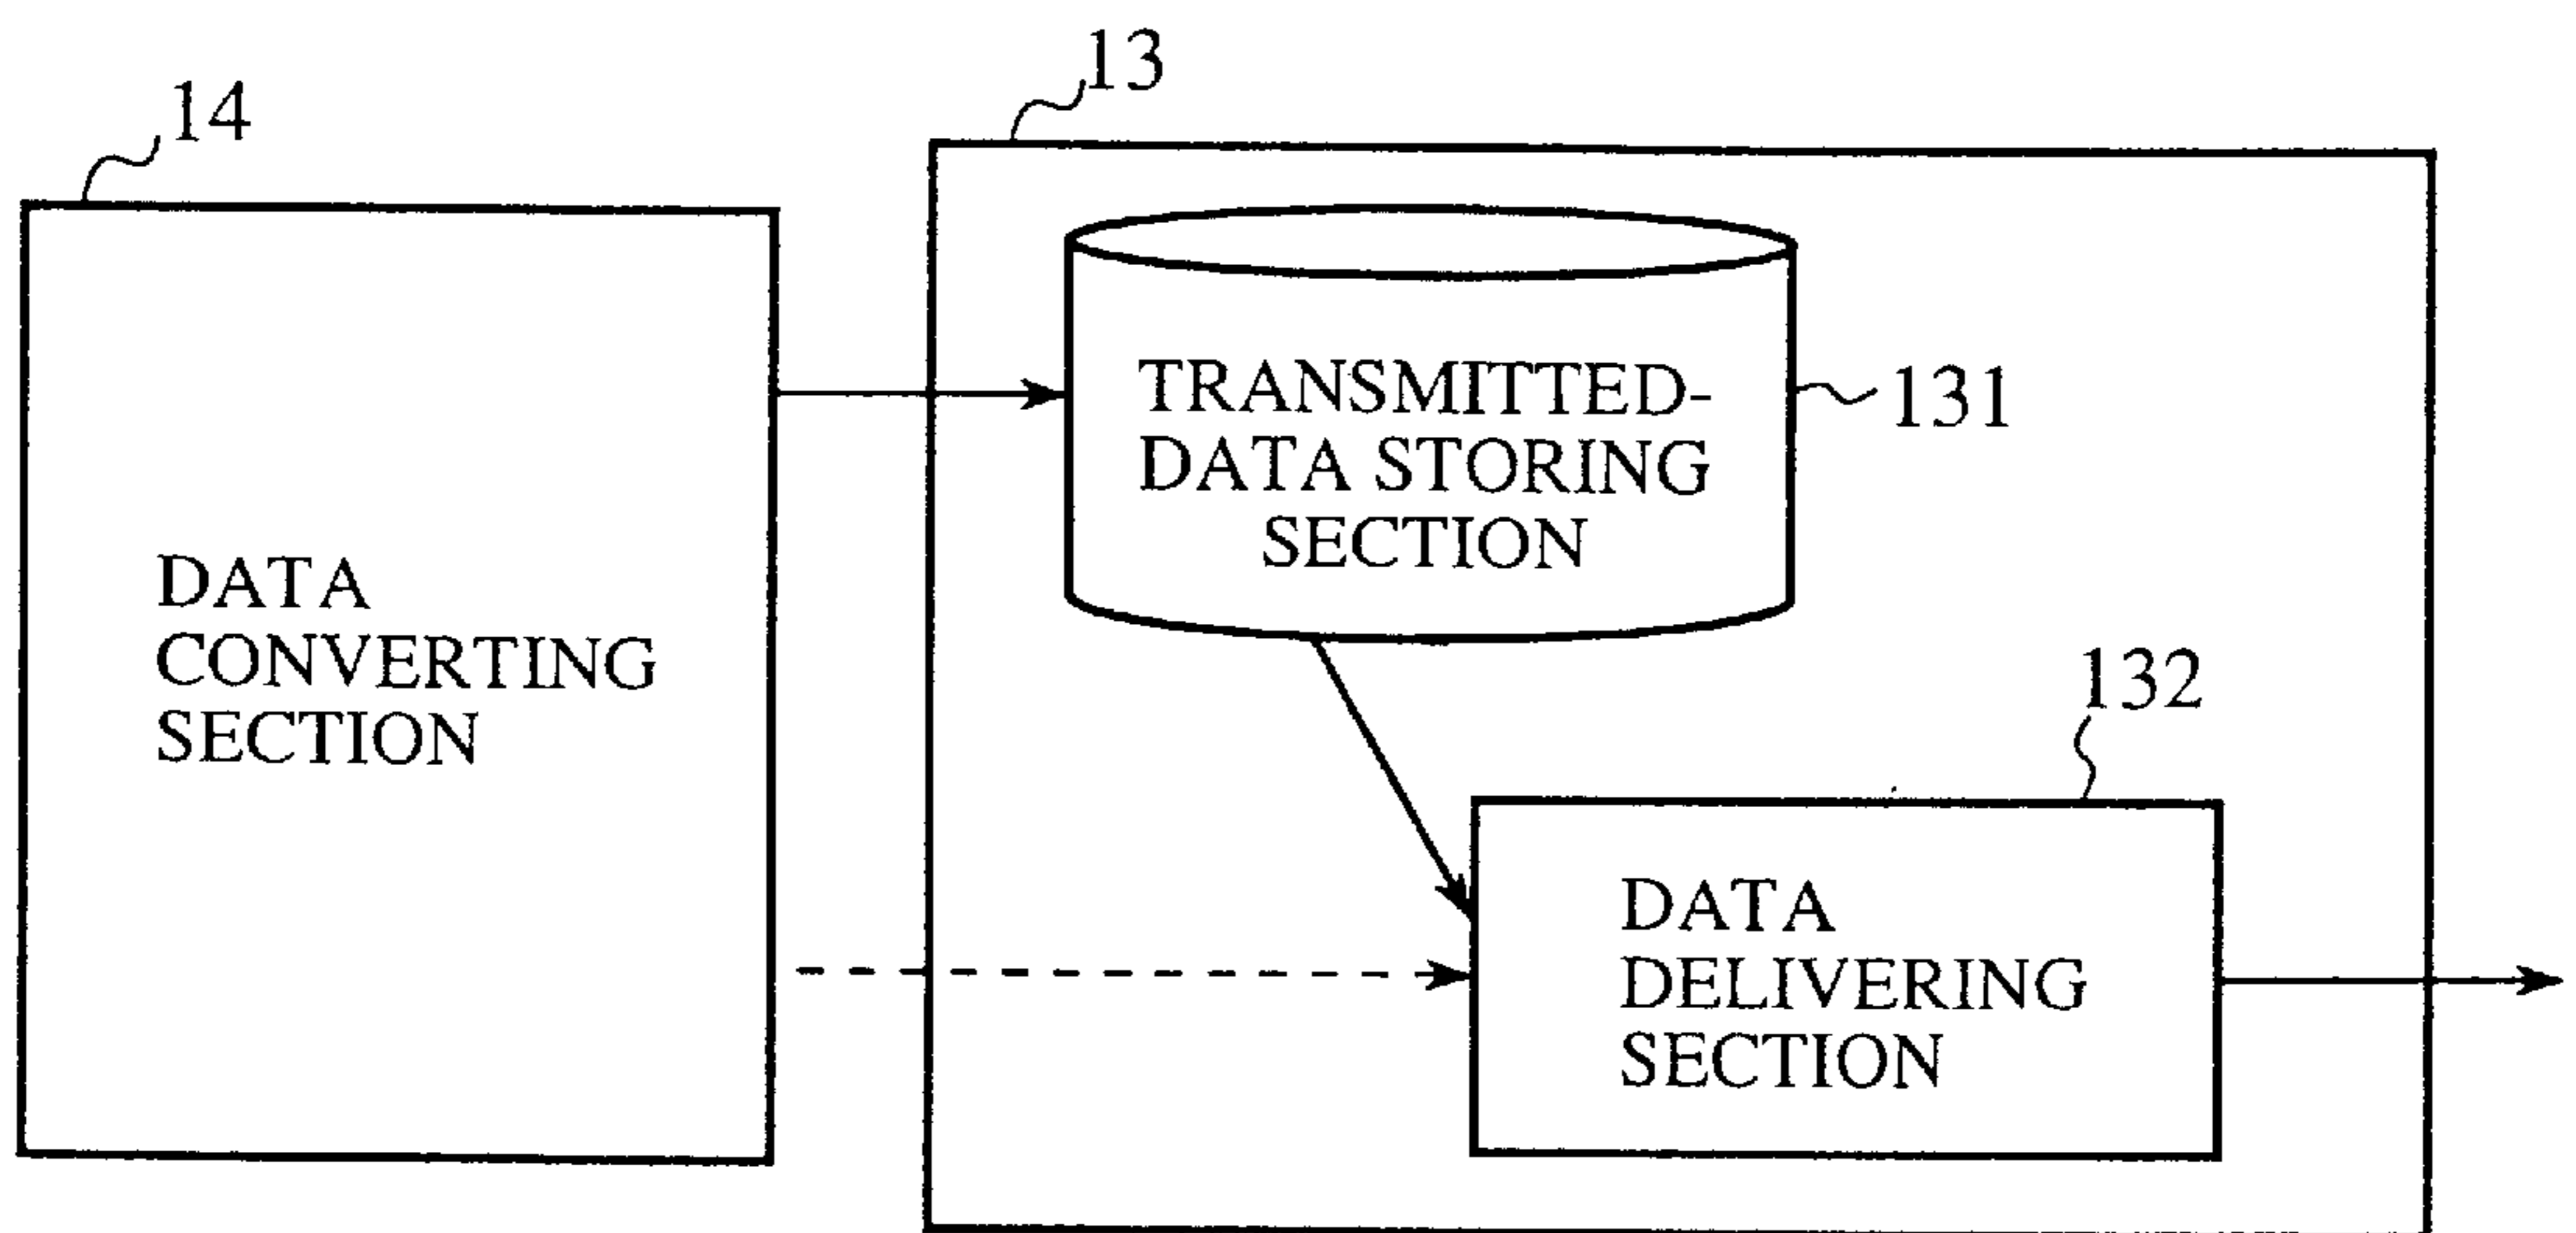 13
14
TRANSMITTED-
DATA STORING
SECTION
131
DATA
CONVERTING
SECTION
132
DATA
DELIVERING
SECTION